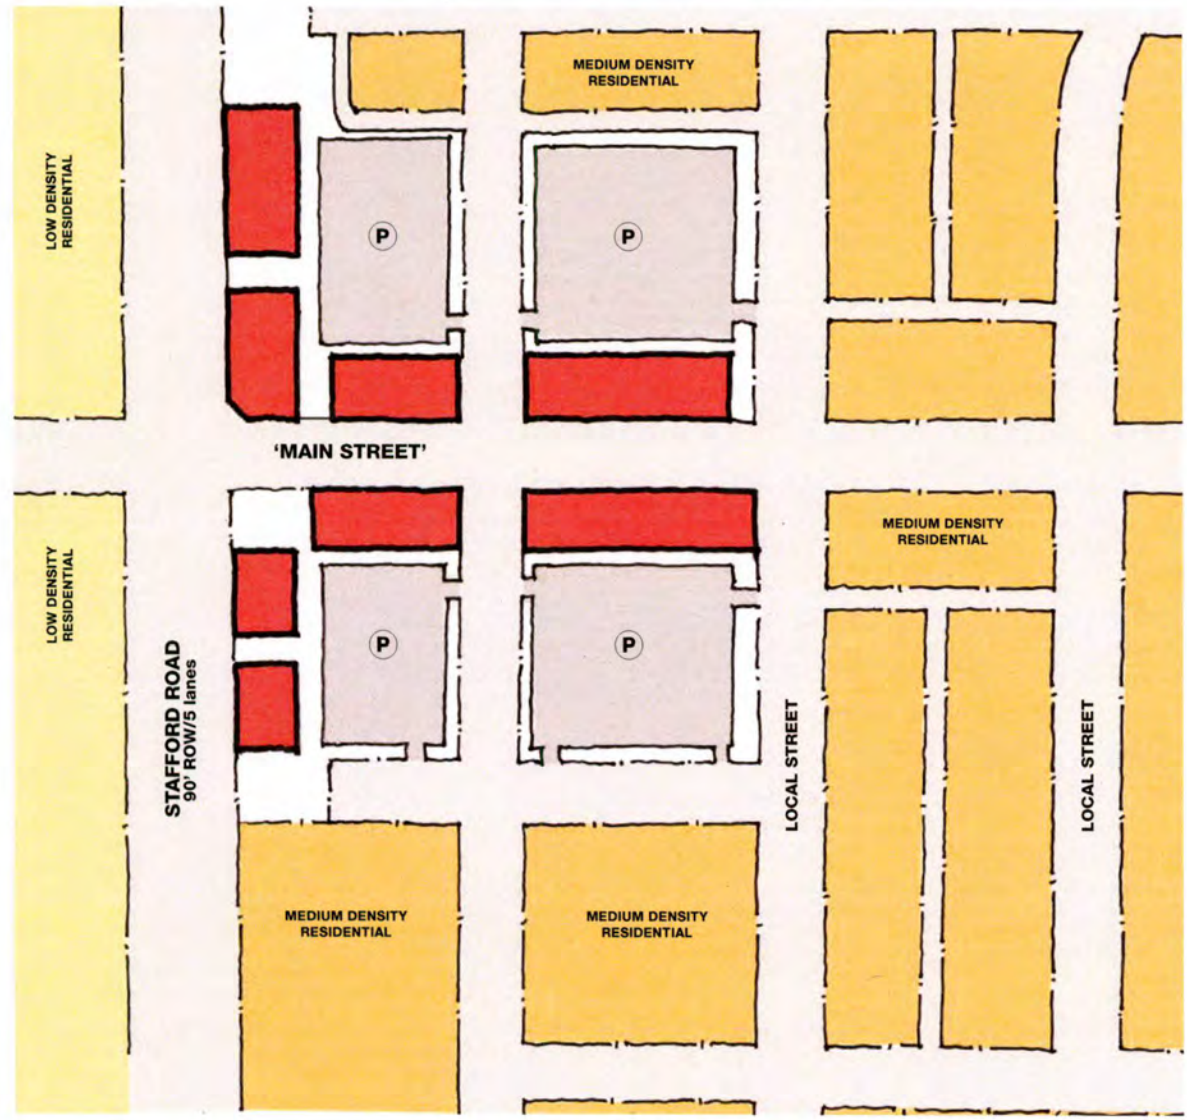 MEDIUM DENSITY
RESIDENTIAL
LOW DENSITY
RESIDENTIAL
P
P
'MAIN STREET'
MEDIUM DENSITY
RESIDENTIAL
LOW DENSITY
RESIDENTIAL
P
P
STAFFORD ROAD
90' ROW/5 lanes
LOCAL STREET
LOCAL STREET
MEDIUM DENSITY
RESIDENTIAL
MEDIUM DENSITY
RESIDENTIAL